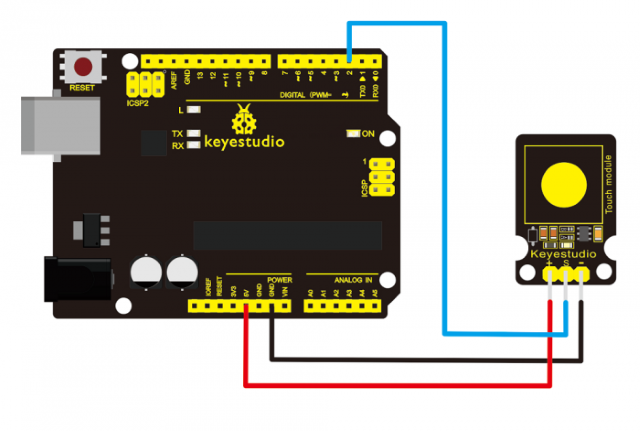 RESET
ICSP2
AREF
GND
13
12
~11
~10
~9
8
7
~6
~5
4
~3
2
TXD▶1
RXD◀0
DIGITAL (PWM~
L
TX
RX
keyestudio
ON
1
ICSP
IOREF
RESET
3V3
5V
GND
GND
VIN
POWER
ANALOG IN
A0
A1
A2
A3
A4
A5
Touch module
Keyestudio
+
S
-